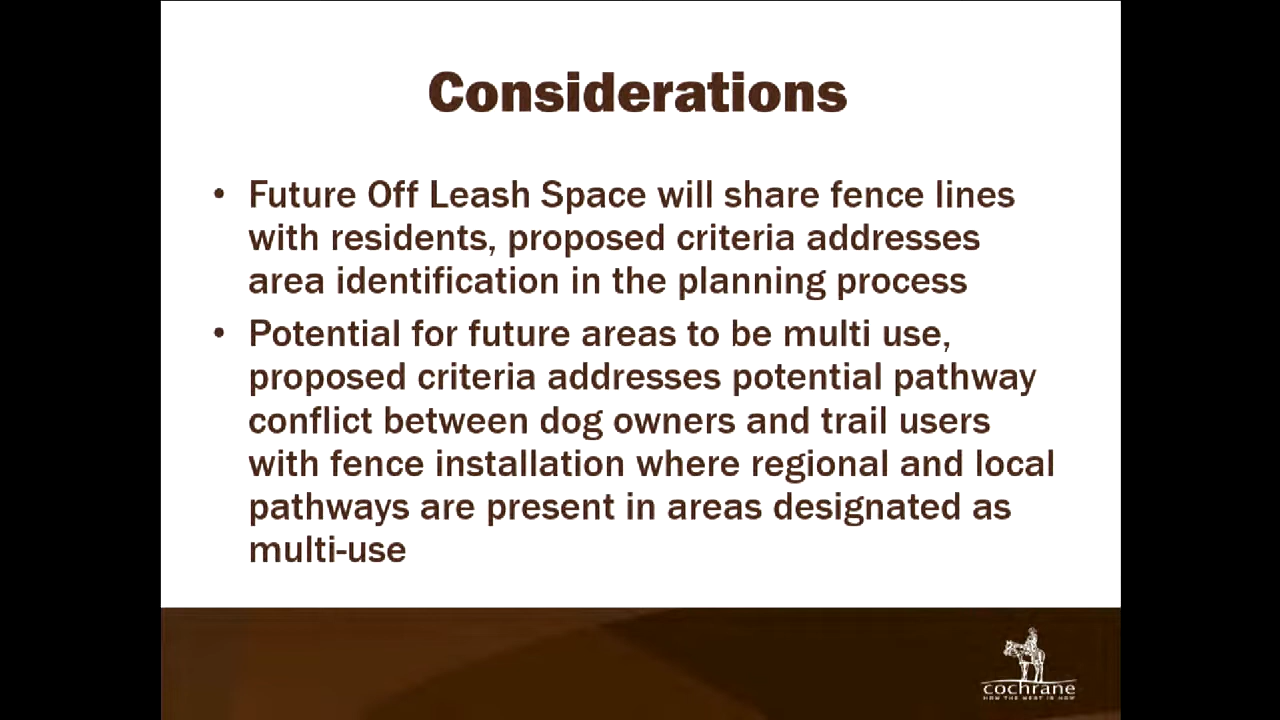 Considerations
• Future Off Leash Space will share fence lines
with residents, proposed criteria addresses
area identification in the planning process
• Potential for future areas to be multi use,
proposed criteria addresses potential pathway
conflict between dog owners and trail users
with fence installation where regional and local
pathways are present in areas designated as
multi-use
cochrane
HOW THE WEST IS NOW